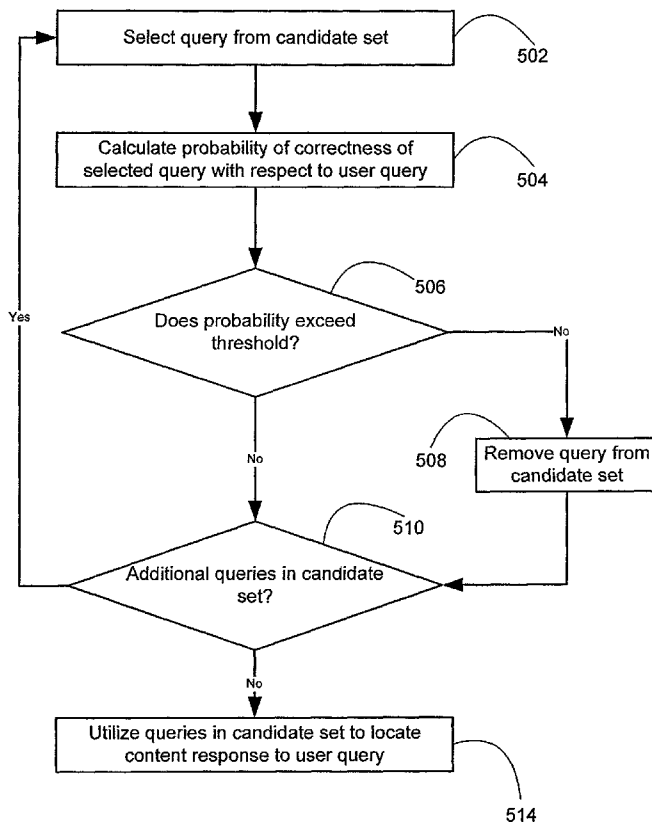 Select query from candidate set
502
Calculate probability of correctness of
selected query with respect to user query
504
506
Yes
Does probability exceed
threshold?
No
No
508
Remove query from
candidate set
510
Additional queries in candidate
set?
No
Utilize queries in candidate set to locate
content response to user query
514